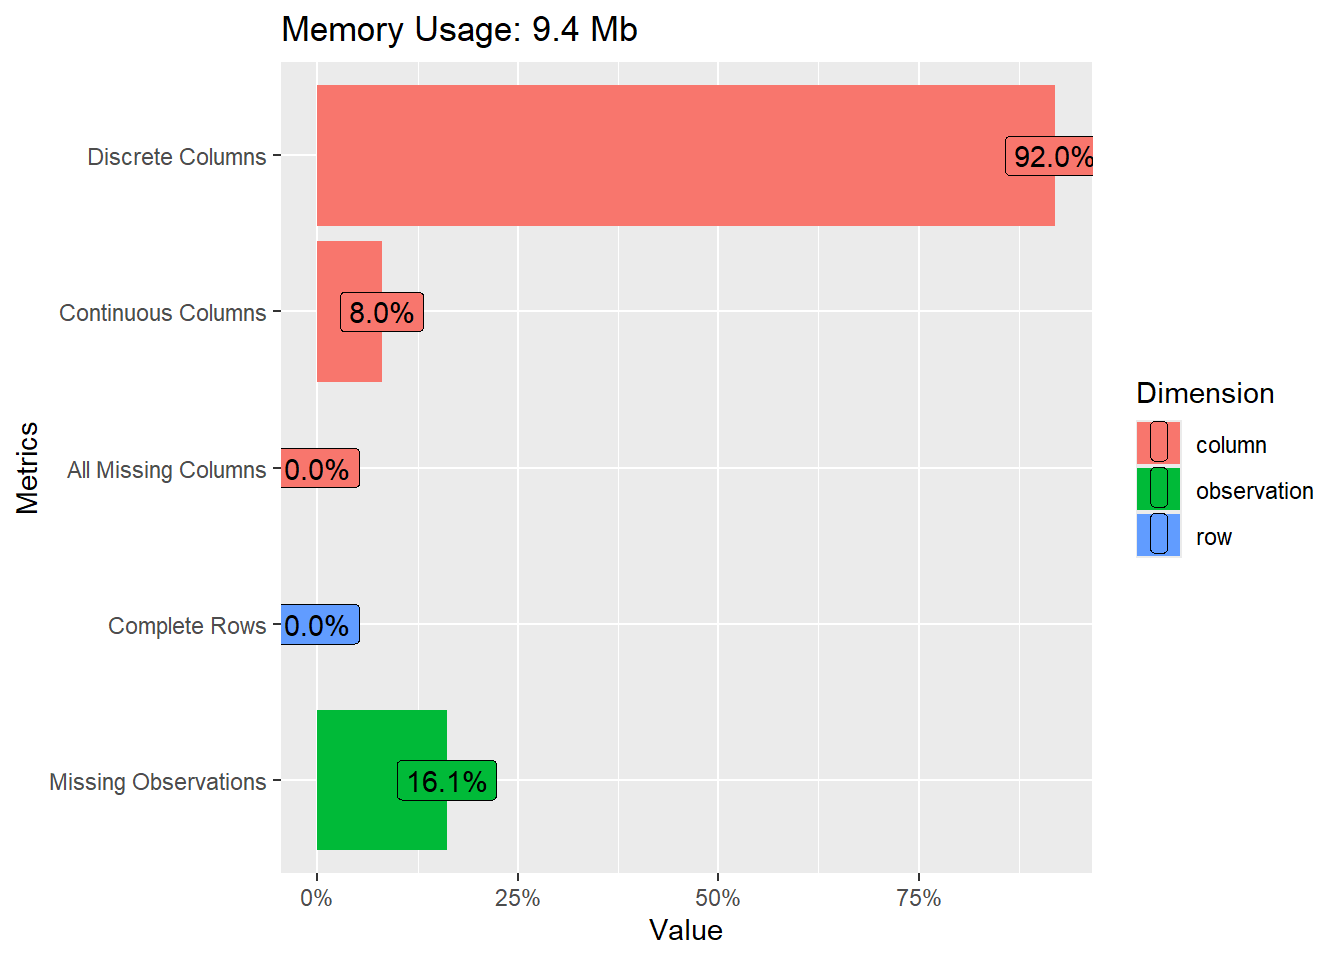 Memory Usage: 9.4 Mb
Discrete Columns
92.0%
Continuous Columns
8.0%
All Missing Columns
0.0%
Complete Rows
0.0%
Missing Observations
16.1%
Metrics
0%
25%
50%
75%
Value
Dimension
column
observation
row